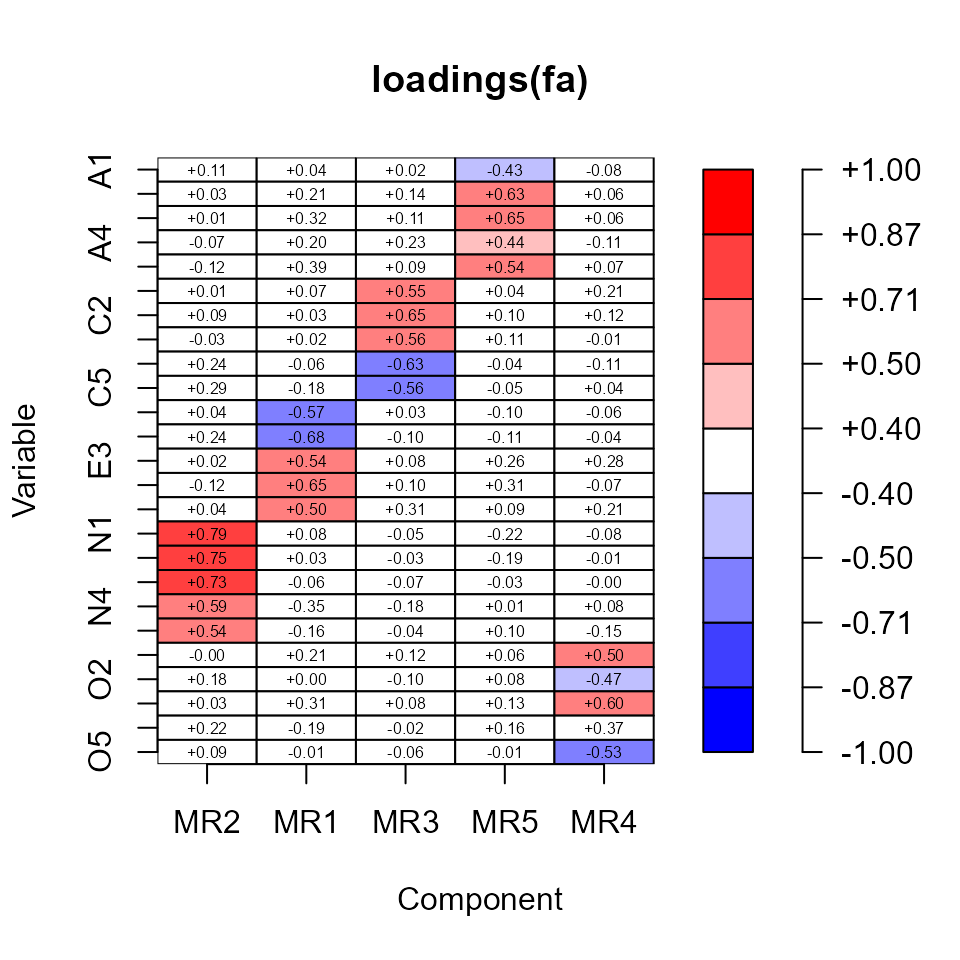 loadings(fa)
A1 +0.11 +0.04 +0.02 -0.43 -0.08
+0.03 +0.21 +0.14 +0.63 +0.06
+0.01 +0.32 +0.11 +0.65 +0.06
A4 -0.07 +0.20 +0.23 +0.44 -0.11
-0.12 +0.39 +0.09 +0.54 +0.07
+0.01 +0.07 +0.55 +0.04 +0.21
C2 +0.09 +0.03 +0.65 +0.10 +0.12
-0.03 +0.02 +0.56 +0.11 -0.01
+0.24 -0.06 -0.63 -0.04 -0.11
C5 +0.29 -0.18 -0.56 -0.05 +0.04
+0.04 -0.57 +0.03 -0.10 -0.06
+0.24 -0.68 -0.10 -0.11 -0.04
E3 +0.02 +0.54 +0.08 +0.26 +0.28
-0.12 +0.65 +0.10 +0.31 -0.07
+0.04 +0.50 +0.31 +0.09 +0.21
N1 +0.79 +0.08 -0.05 -0.22 -0.08
+0.75 +0.03 -0.03 -0.19 -0.01
+0.73 -0.06 -0.07 -0.03 -0.00
N4 +0.59 -0.35 -0.18 +0.01 +0.08
+0.54 -0.16 -0.04 +0.10 -0.15
-0.00 +0.21 +0.12 +0.06 +0.50
O2 +0.18 +0.00 -0.10 +0.08 -0.47
+0.03 +0.31 +0.08 +0.13 +0.60
+0.22 -0.19 -0.02 +0.16 +0.37
O5 +0.09 -0.01 -0.06 -0.01 -0.53
MR2 MR1 MR3 MR5 MR4
Component
Variable
+1.00
+0.87
+0.71
+0.50
+0.40
-0.40
-0.50
-0.71
-0.87
-1.00